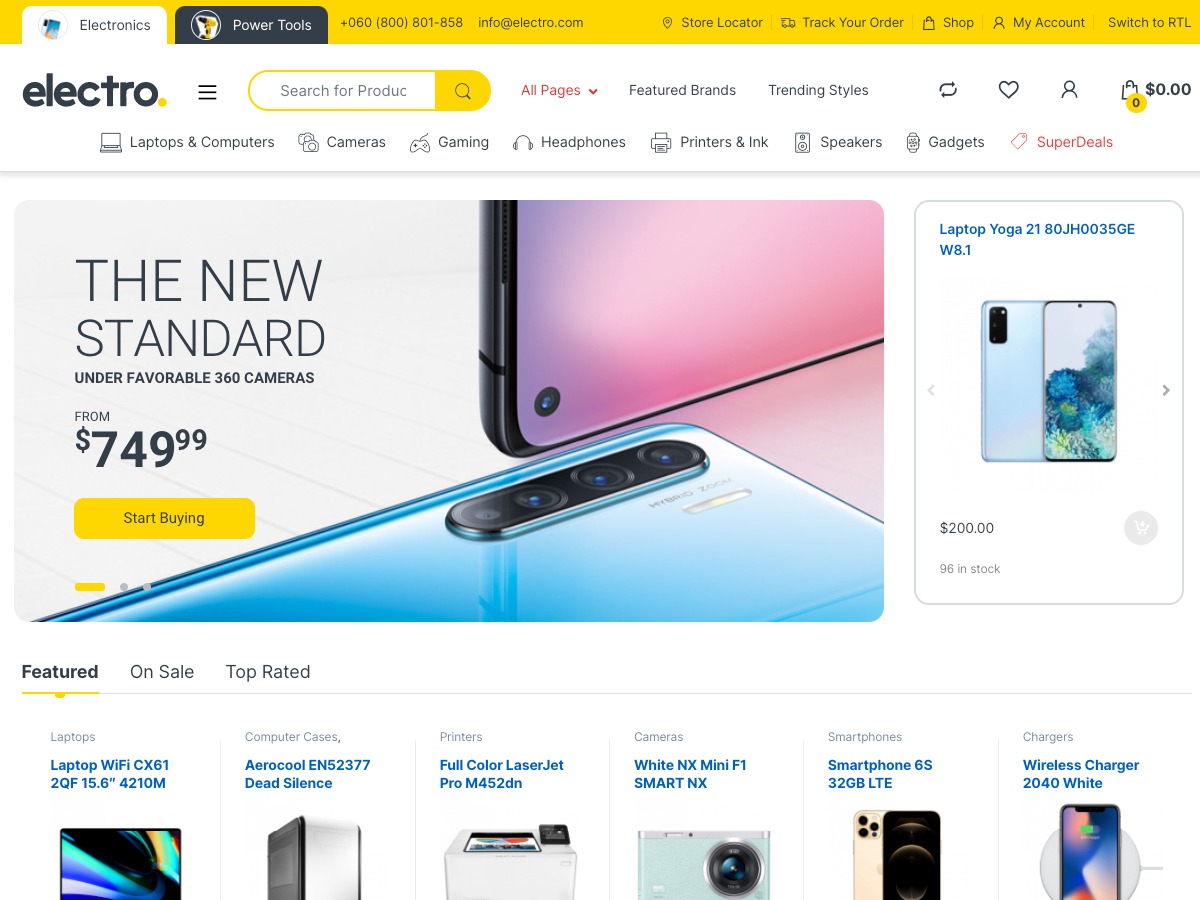 Electronics
Power Tools
+060 (800) 801-858
info@electro.com
Store Locator
Track Your Order
Shop
My Account
Switch to RTL
electro.
Search for Produc
All Pages
Featured Brands
Trending Styles
0
$0.00
Laptops & Computers
Cameras
Gaming
Headphones
Printers & Ink
Speakers
Gadgets
SuperDeals
THE NEW
STANDARD
UNDER FAVORABLE 360 CAMERAS
FROM
$74999
Start Buying
HYBRID ZOOM
Laptop Yoga 21 80JH0035GE
W8.1
$200.00
96 in stock
Featured
On Sale
Top Rated
Laptops
Laptop WiFi CX61
2QF 15.6″ 4210M
Computer Cases,
Aerocool EN52377
Dead Silence
Printers
Full Color LaserJet
Pro M452dn
Cameras
White NX Mini F1
SMART NX
Smartphones
Smartphone 6S
32GB LTE
Chargers
Wireless Charger
2040 White